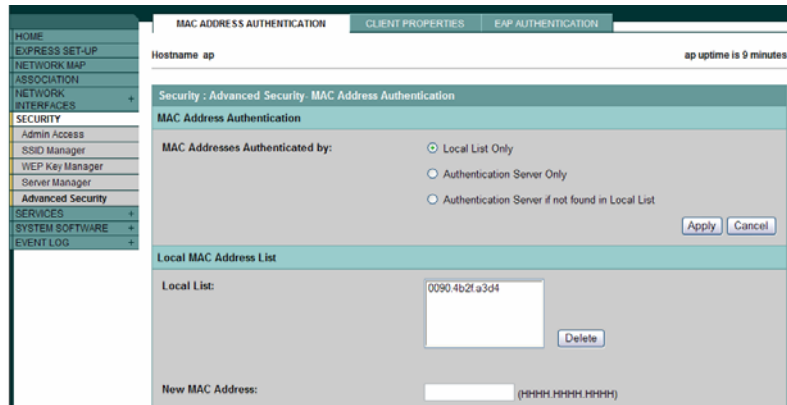 MAC ADDRESS AUTHENTICATION
CLIENT PROPERTIES
EAP AUTHENTICATION
HOME
EXPRESS SET-UP
NETWORK MAP
ASSOCIATION
NETWORK INTERFACES +
SECURITY
Admin Access
SSID Manager
WEP Key Manager
Server Manager
Advanced Security
SERVICES +
SYSTEM SOFTWARE +
EVENT LOG +
Hostname ap
ap uptime is 9 minutes
Security : Advanced Security- MAC Address Authentication
MAC Address Authentication
MAC Addresses Authenticated by:
Local List Only
Authentication Server Only
Authentication Server if not found in Local List
Apply Cancel
Local MAC Address List
Local List:
0090.4b2f.a3d4
Delete
New MAC Address:
(HHHH.HHHH.HHHH)